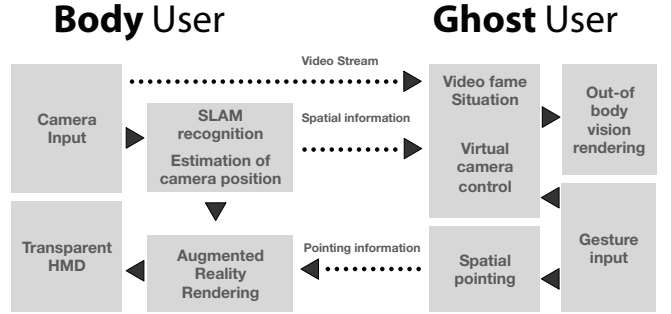 Body User
Ghost User
Video Stream
Camera
Input
SLAM
recognition
Estimation of
camera position
Spatial information
Video fame
Situation
Virtual
camera
control
Out-of
body
vision
rendering
Transparent
HMD
Augmented
Reality
Rendering
Pointing information
Spatial
pointing
Gesture
input